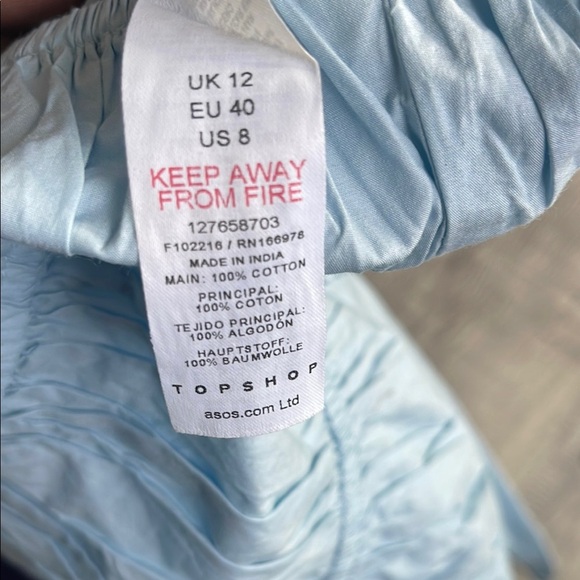 UK 12
EU 40
US 8
KEEP AWAY
FROM FIRE
127658703
F102216 / RN166976
MADE IN INDIA
MAIN: 100% COTTON
PRINCIPAL:
100% COTON
TEJIDO PRINCIPAL:
100% ALGODÓN
HAUPTSTOFF:
100% BAUMWOLLE
TOPSHOP
asos.com Ltd